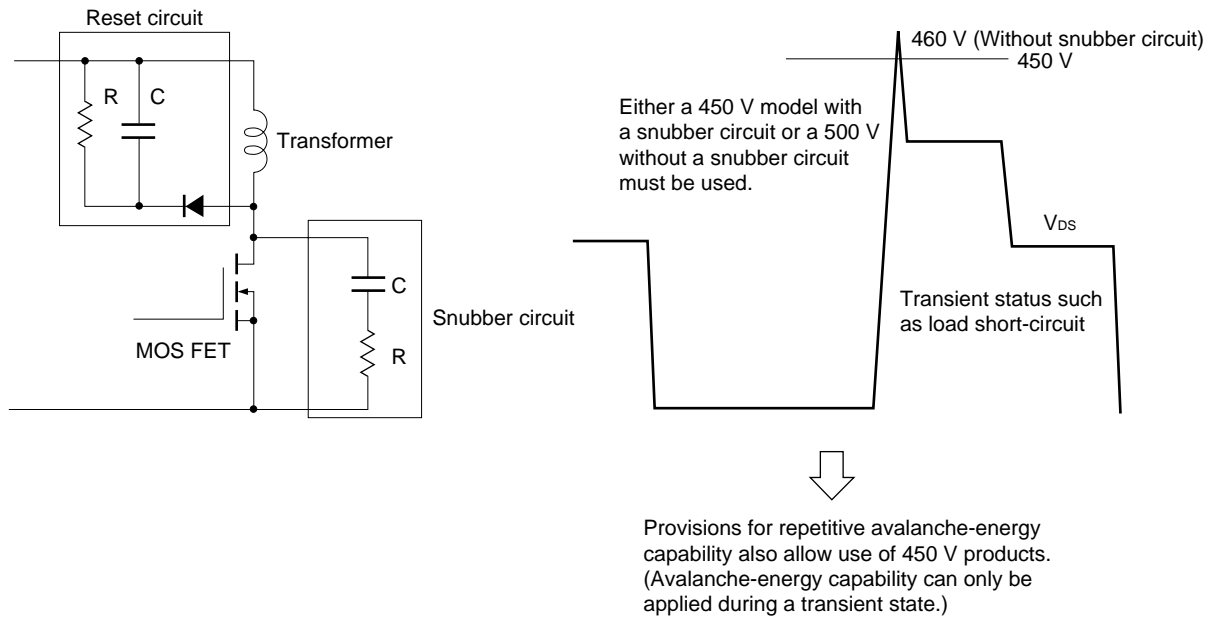 Reset circuit
R
C
Transformer
C
R
Snubber circuit
MOS FET
460 V (Without snubber circuit)
450 V
Either a 450 V model with
a snubber circuit or a 500 V
without a snubber circuit
must be used.
VDS
Transient status such
as load short-circuit
Provisions for repetitive avalanche-energy
capability also allow use of 450 V products.
(Avalanche-energy capability can only be
applied during a transient state.)